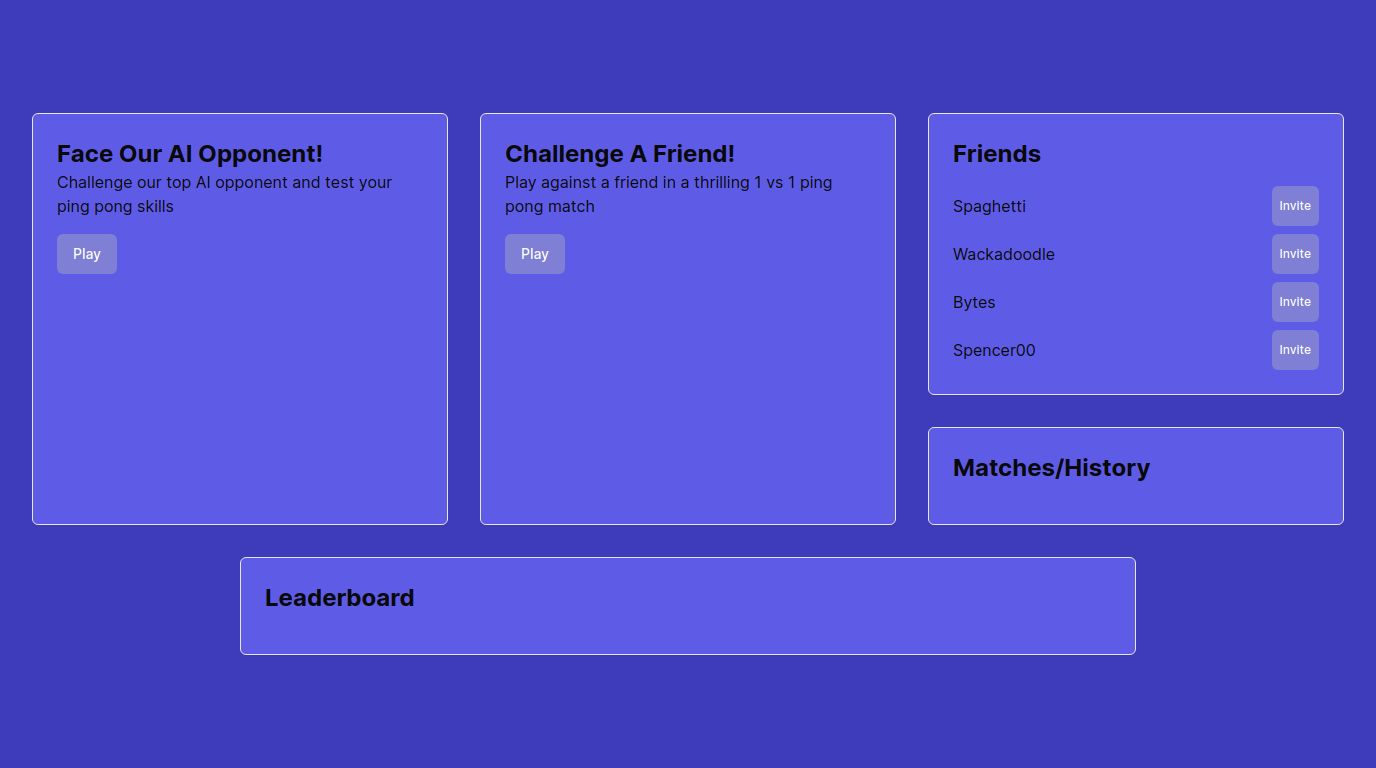 Face Our AI Opponent!
Challenge our top AI opponent and test your
ping pong skills
Play
Challenge A Friend!
Play against a friend in a thrilling 1 vs 1 ping
pong match
Play
Friends
Spaghetti
Invite
Wackadoodle
Invite
Bytes
Invite
Spencer00
Invite
Matches/History
Leaderboard